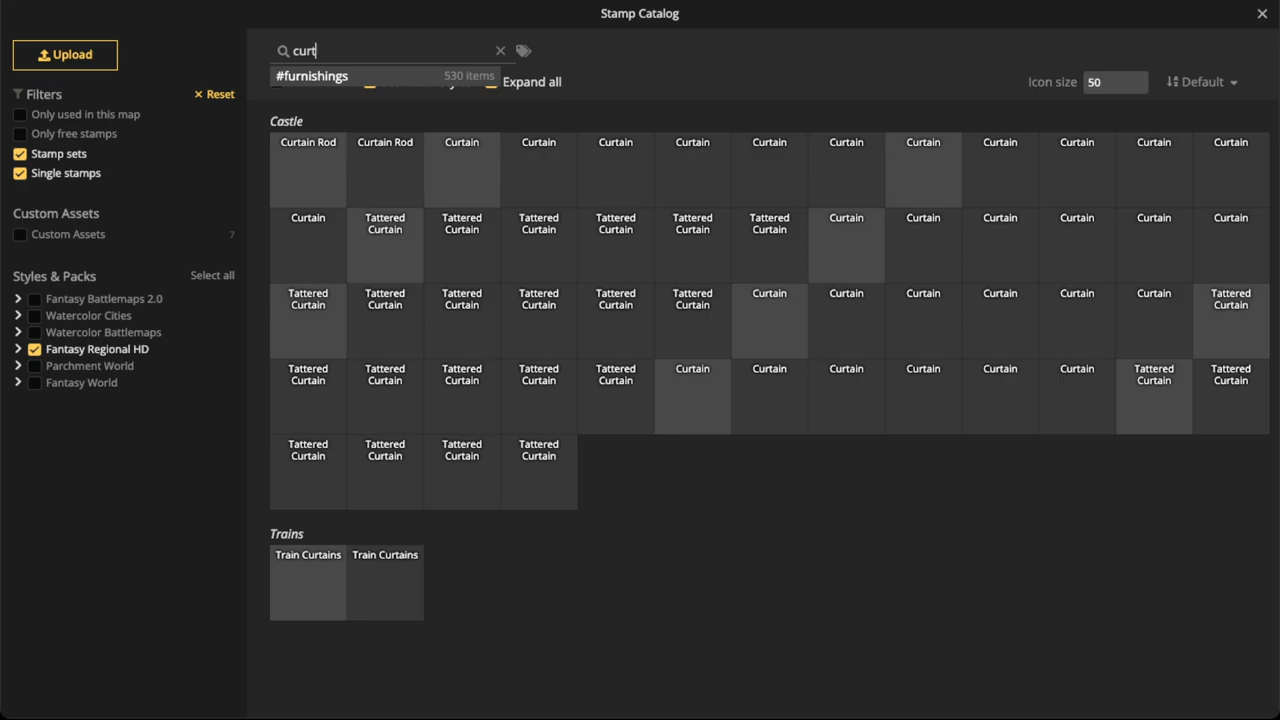 Stamp Catalog
Upload
curt
#furnishings 530 items
Filters Reset
Expand all
Icon size 50 Default
Only used in this map
Only free stamps
Stamp sets
Single stamps
Custom Assets
Custom Assets 7
Styles & Packs Select all
Fantasy Battlemaps 2.0
Watercolor Cities
Watercolor Battlemaps
Fantasy Regional HD
Parchment World
Fantasy World
Castle
Curtain Rod Curtain Rod Curtain Curtain Curtain Curtain Curtain Curtain Curtain Curtain Curtain Curtain Curtain
Curtain Tattered Tattered Tattered Tattered Tattered Tattered Curtain Curtain Curtain Curtain Curtain Curtain
Curtain Curtain Curtain Curtain Curtain Curtain
Tattered Tattered Tattered Tattered Tattered Tattered Curtain Curtain Curtain Curtain Curtain Curtain Tattered
Curtain Curtain Curtain Curtain Curtain Curtain Curtain
Tattered Tattered Tattered Tattered Tattered Curtain Curtain Curtain Curtain Curtain Curtain Tattered Tattered
Curtain Curtain Curtain Curtain Curtain Curtain Curtain
Tattered Tattered Tattered Tattered
Curtain Curtain Curtain Curtain
Trains
Train Curtains Train Curtains